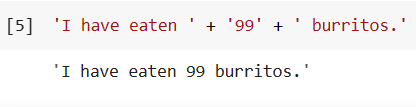 [5] 'I have eaten ' + '99' + ' burritos.'
'I have eaten 99 burritos.'